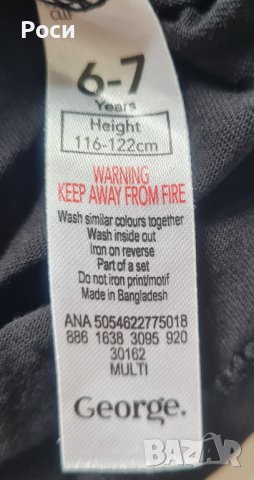 Роси
6-7
Years
Height
116-122cm
WARNING
KEEP AWAY FROM FIRE
Wash similar colours together
Wash inside out
Iron on reverse
Part of a set
Do not iron print/motif
Made in Bangladesh
ANA 5054622775018
886 1638 3095 920
30162
MULTI
George.
BAZAR